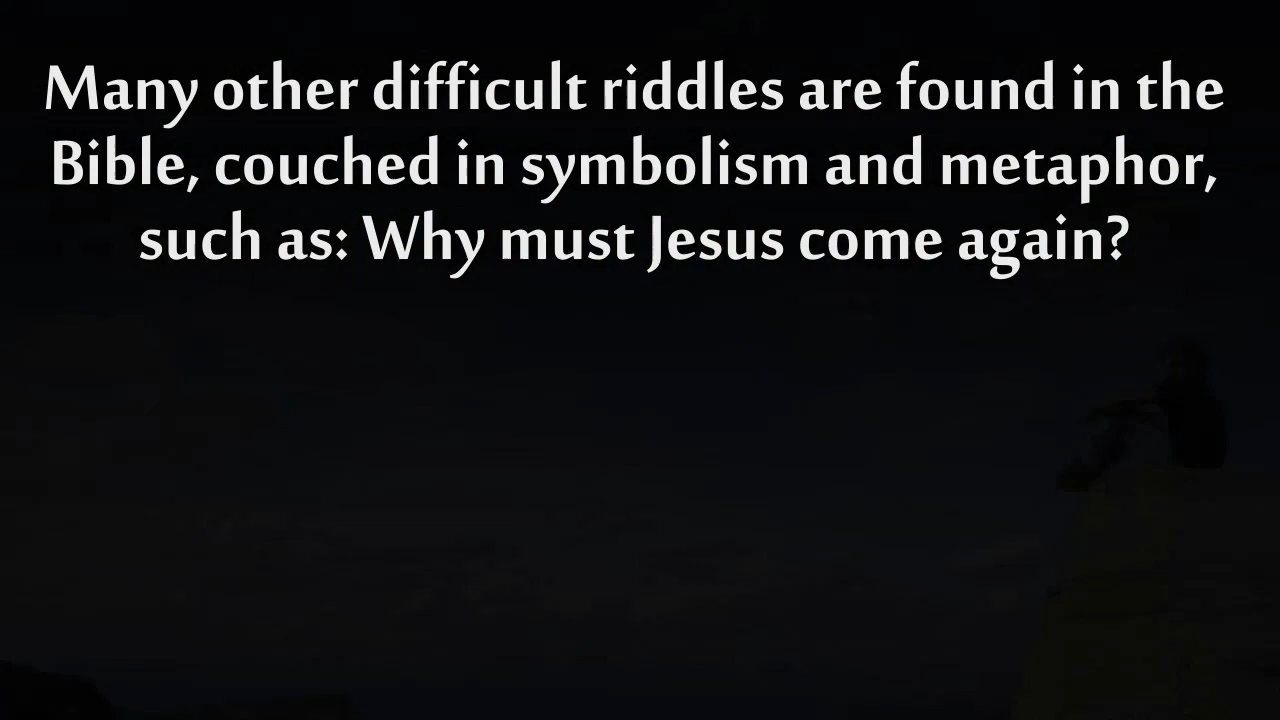 Many other difficult riddles are found in the
Bible, couched in symbolism and metaphor,
such as: Why must Jesus come again?